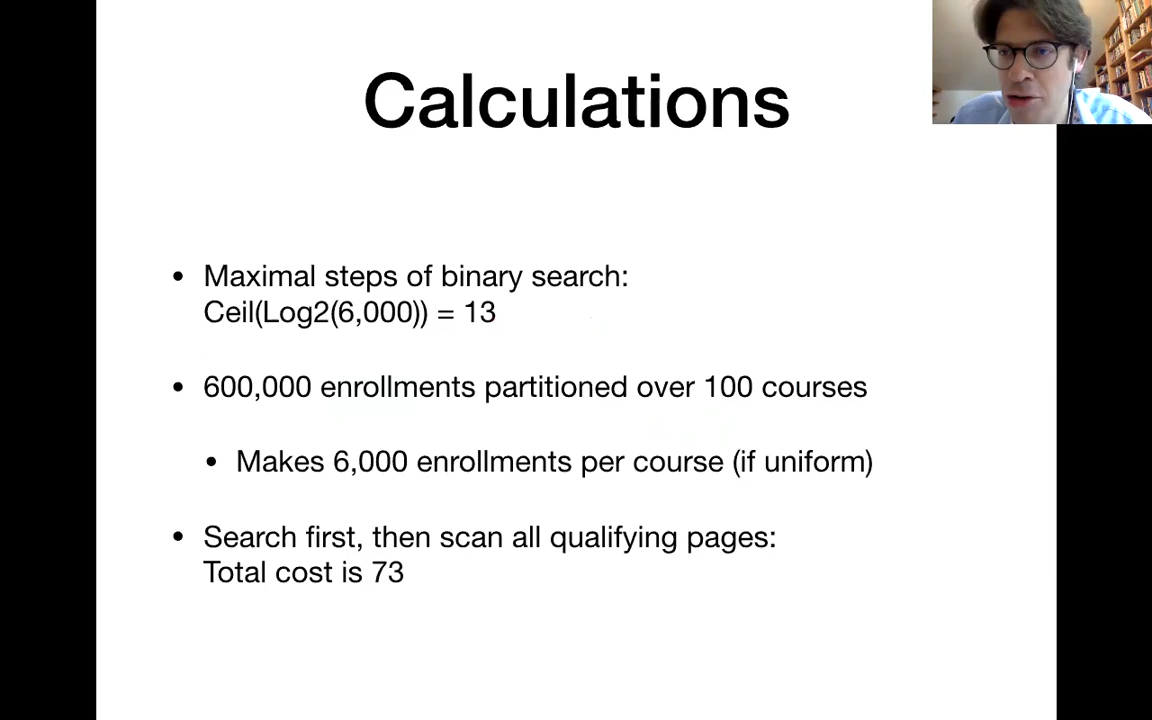 Calculations
• Maximal steps of binary search:
Ceil(Log2(6,000)) = 13
• 600,000 enrollments partitioned over 100 courses
• Makes 6,000 enrollments per course (if uniform)
• Search first, then scan all qualifying pages:
Total cost is 73